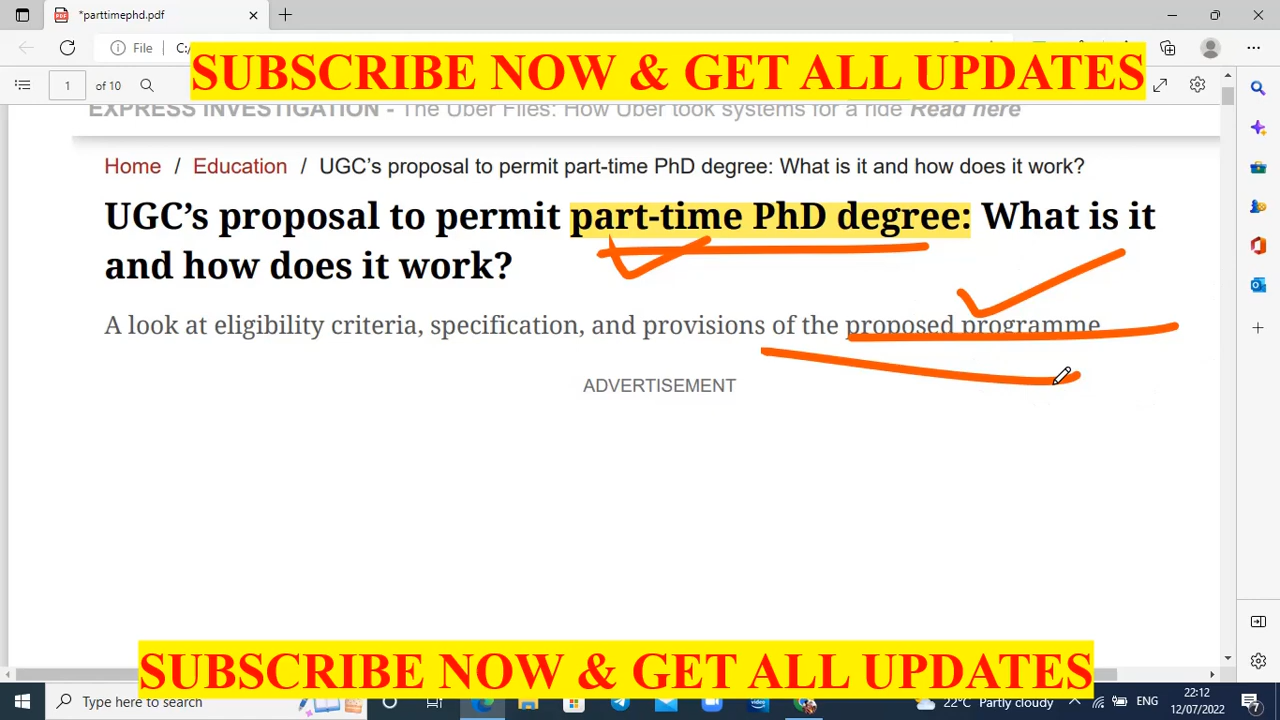 *parttimephd.pdf
File C:/
SUBSCRIBE NOW & GET ALL UPDATES
1 of 10
EXPRESS INVESTIGATION - The Uber Files: How Uber took systems for a ride Read here
Home / Education / UGC's proposal to permit part-time PhD degree: What is it and how does it work?
UGC's proposal to permit part-time PhD degree: What is it
and how does it work?
A look at eligibility criteria, specification, and provisions of the proposed programme
ADVERTISEMENT
SUBSCRIBE NOW & GET ALL UPDATES
Type here to search
22°C Partly cloudy
ENG
22:12
12/07/2022
7